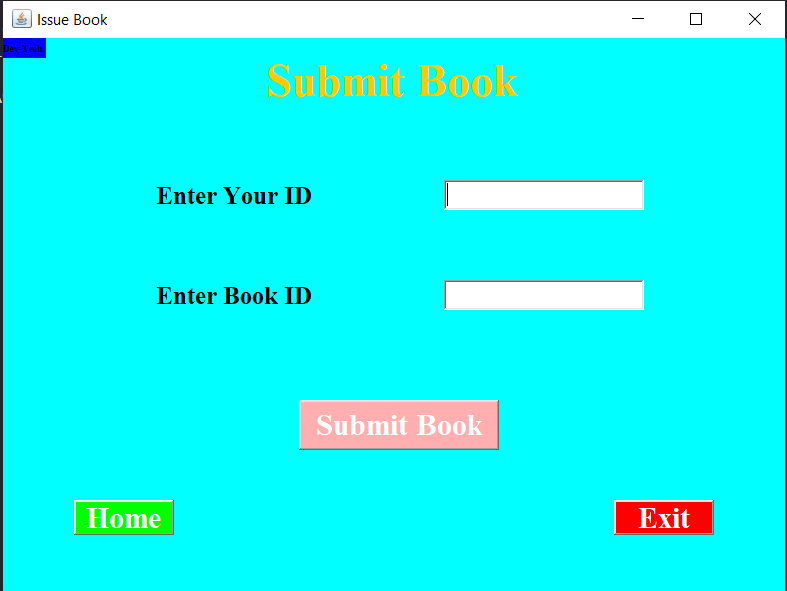 Issue Book
Dev Tech
Submit Book
Enter Your ID
Enter Book ID
Submit Book
Home
Exit